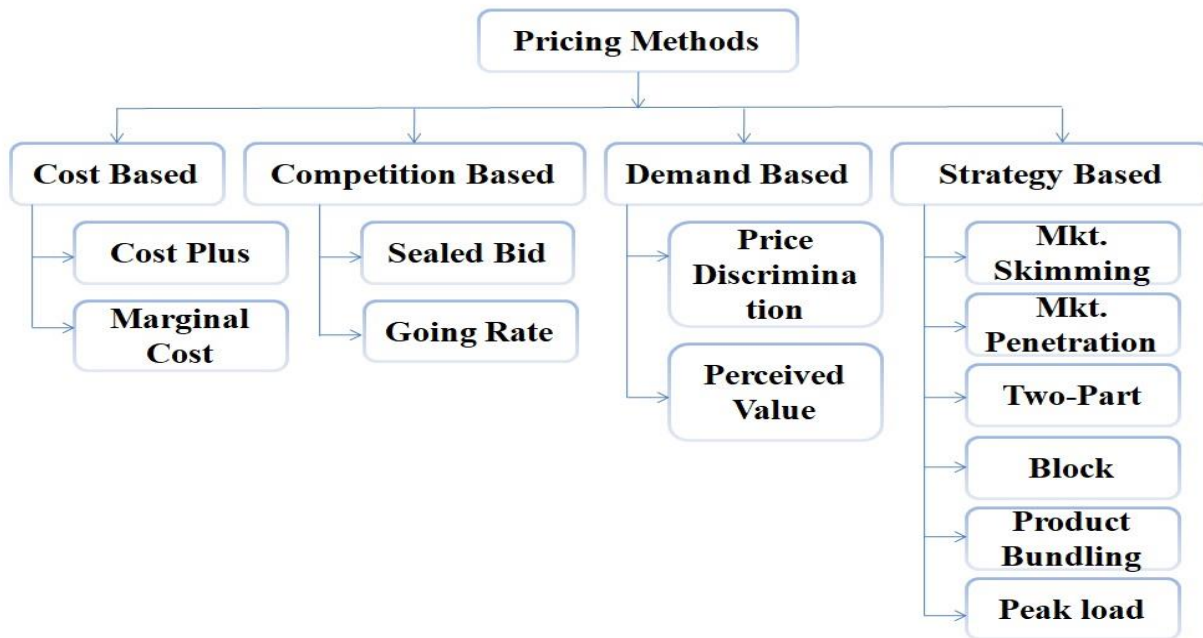 Pricing Methods
Cost Based
Competition Based
Demand Based
Strategy Based
Cost Plus
Marginal
Cost
Sealed Bid
Going Rate
Price
Discrimina
tion
Perceived
Value
Mkt.
Skimming
Mkt.
Penetration
Two-Part
Block
Product
Bundling
Peak load